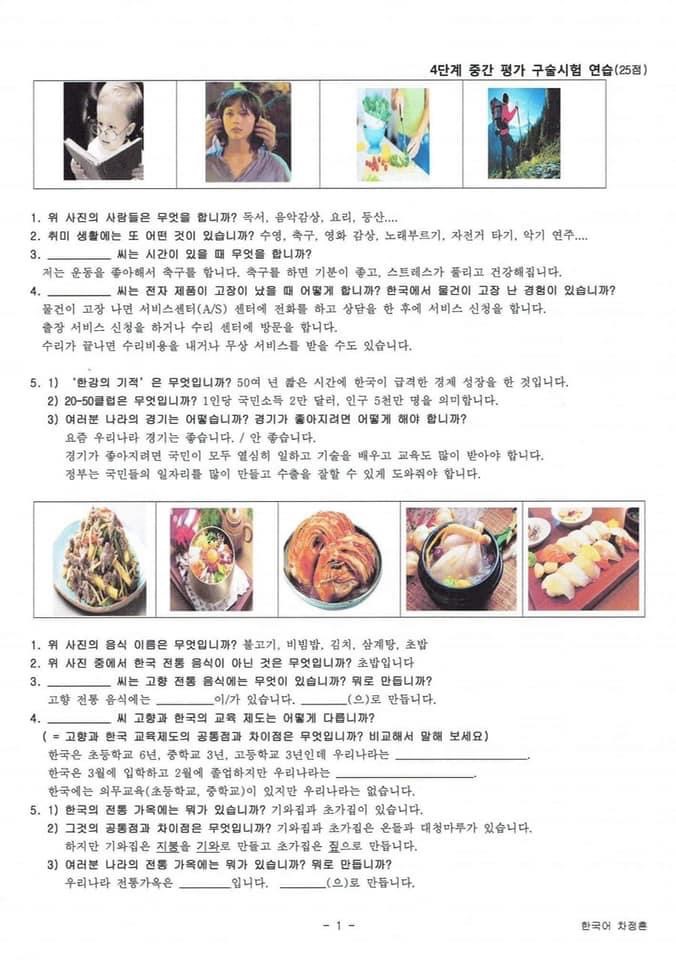 4단계 중간 평가 구술시험 연습(25점)
1. 위 사진의 사람들은 무엇을 합니까? 독서, 음악감상, 요리, 등산....
2. 취미 생활에는 또 어떤 것이 있습니까? 수영, 축구, 영화 감상, 노래부르기, 자전거 타기, 악기 연주....
3. __________ 씨는 시간이 있을 때 무엇을 합니까?
저는 운동을 좋아해서 축구를 합니다. 축구를 하면 기분이 좋고, 스트레스가 풀리고 건강해집니다.
4. __________ 씨는 전자 제품이 고장이 났을 때 어떻게 합니까? 한국에서 물건이 고장 난 경험이 있습니까?
물건이 고장 나면 서비스센터(A/S) 센터에 전화를 하고 상담을 한 후에 서비스 신청을 합니다.
출장 서비스 신청을 하거나 수리 센터에 방문을 합니다.
수리가 끝나면 수리비용을 내거나 무상 서비스를 받을 수도 있습니다.
5. 1) '한강의 기적'은 무엇입니까? 50여 년 짧은 시간에 한국이 급격한 경제 성장을 한 것입니다.
2) 20-50클럽은 무엇입니까? 1인당 국민소득 2만 달러, 인구 5천만 명을 의미합니다.
3) 여러분 나라의 경기는 어떻습니까? 경기가 좋아지려면 어떻게 해야 합니까?
요즘 우리나라 경기는 좋습니다. / 안 좋습니다.
경기가 좋아지려면 국민이 모두 열심히 일하고 기술을 배우고 교육도 많이 받아야 합니다.
정부는 국민들의 일자리를 많이 만들고 수출을 잘할 수 있게 도와줘야 합니다.
1. 위 사진의 음식 이름은 무엇입니까? 불고기, 비빔밥, 김치, 삼계탕, 초밥
2. 위 사진 중에서 한국 전통 음식이 아닌 것은 무엇입니까? 초밥입니다
3. __________ 씨는 고향 전통 음식에는 무엇이 있습니까? 뭐로 만듭니까?
고향 전통 음식에는 __________이/가 있습니다. ________(으)로 만듭니다.
4. __________ 씨 고향과 한국의 교육 제도는 어떻게 다릅니까?
( = 고향과 한국 교육제도의 공통점과 차이점은 무엇입니까? 비교해서 말해 보세요)
한국은 초등학교 6년, 중학교 3년, 고등학교 3년인데 우리나라는 ____________________.
한국은 3월에 입학하고 2월에 졸업하지만 우리나라는 ____________________.
한국에는 의무교육(초등학교, 중학교)이 있지만 우리나라는 없습니다.
5. 1) 한국의 전통 가옥에는 뭐가 있습니까? 기와집과 초가집이 있습니다.
2) 그것의 공통점과 차이점은 무엇입니까? 기와집과 초가집은 온돌과 대청마루가 있습니다.
하지만 기와집은 지붕을 기와로 만들고 초가집은 짚으로 만듭니다.
3) 여러분 나라의 전통 가옥에는 뭐가 있습니까? 뭐로 만듭니까?
우리나라 전통가옥은 ________입니다. _______(으)로 만듭니다.
- 1 -
한국어 차정훈